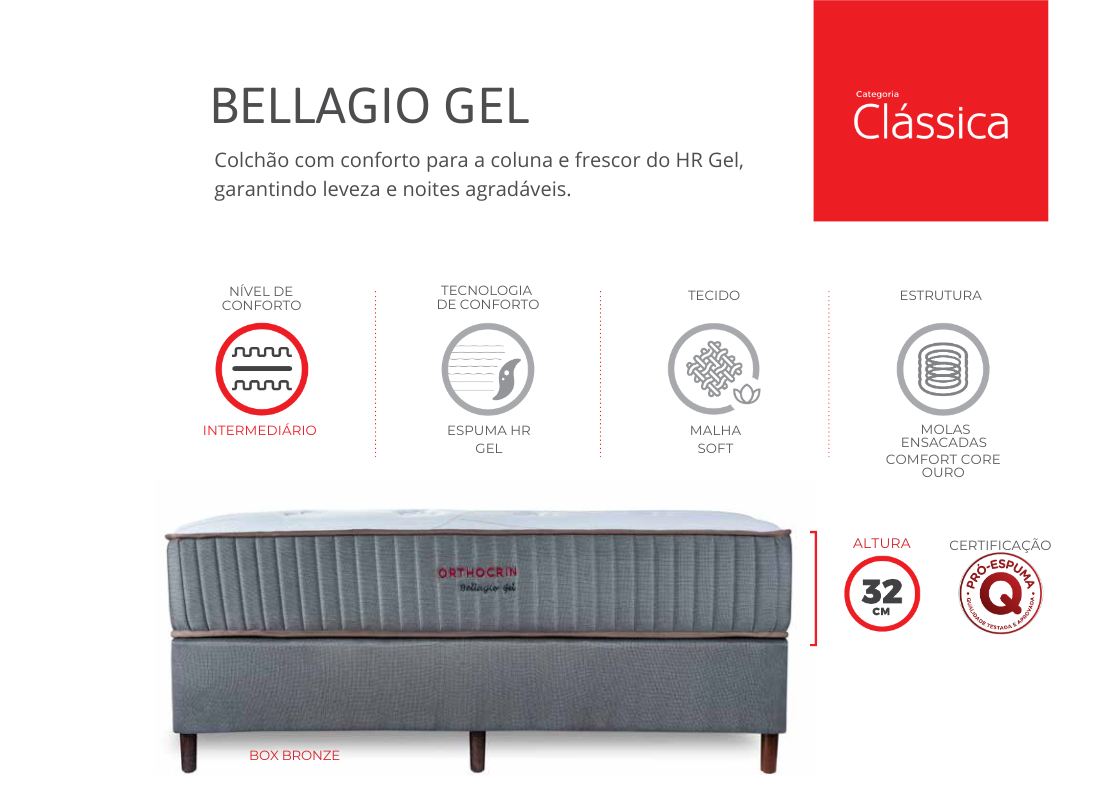 Categoria
Clássica
BELLAGIO GEL
Colchão com conforto para a coluna e frescor do HR Gel,
garantindo leveza e noites agradáveis.
NÍVEL DE
CONFORTO
INTERMEDIÁRIO
TECNOLOGIA
DE CONFORTO
ESPUMA HR
GEL
TECIDO
MALHA
SOFT
ESTRUTURA
MOLAS
ENSACADAS
COMFORT CORE
OURO
ORTHOCRIN
Bellagio Gel
ALTURA
32
CM
CERTIFICAÇÃO
PRÓ-ESPUMA
Q
QUALIDADE TESTADA E APROVADA
BOX BRONZE